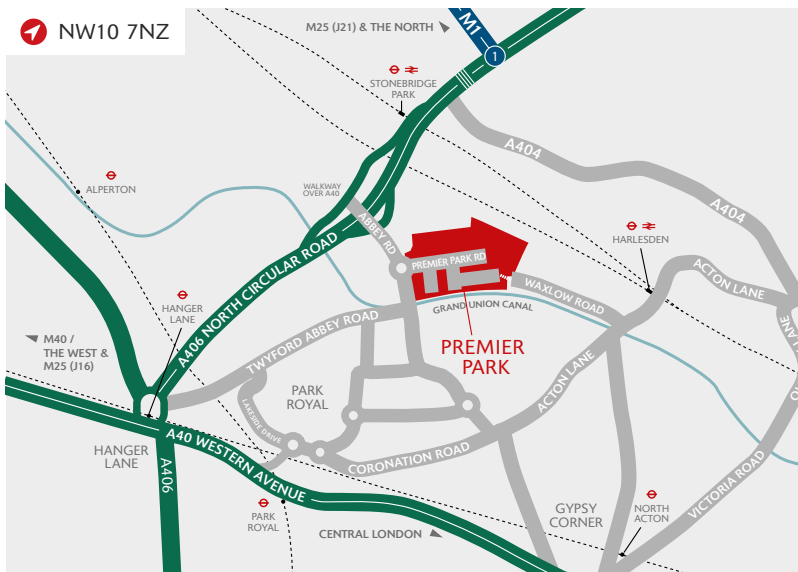 NW10 7NZ
M25 (J21) & THE NORTH
M1
1
STONEBRIDGE
PARK
A404
ALPERTON
WALKWAY
OVER A40
ABBEY RD
A404
HARLESDEN
PREMIER PARK RD
WAXLOW ROAD
ACTON LANE
LANE
GRAND UNION CANAL
A406 NORTH CIRCULAR ROAD
HANGER
LANE
M40 /
THE WEST &
M25 (J16)
TWYFORD ABBEY ROAD
PREMIER
PARK
ACTON LANE
PARK
ROYAL
LAKESIDE DRIVE
A40 WESTERN AVENUE
HANGER
LANE
A406
CORONATION ROAD
VICTORIA ROAD
GYPSY
CORNER
NORTH
ACTON
PARK
ROYAL
CENTRAL LONDON